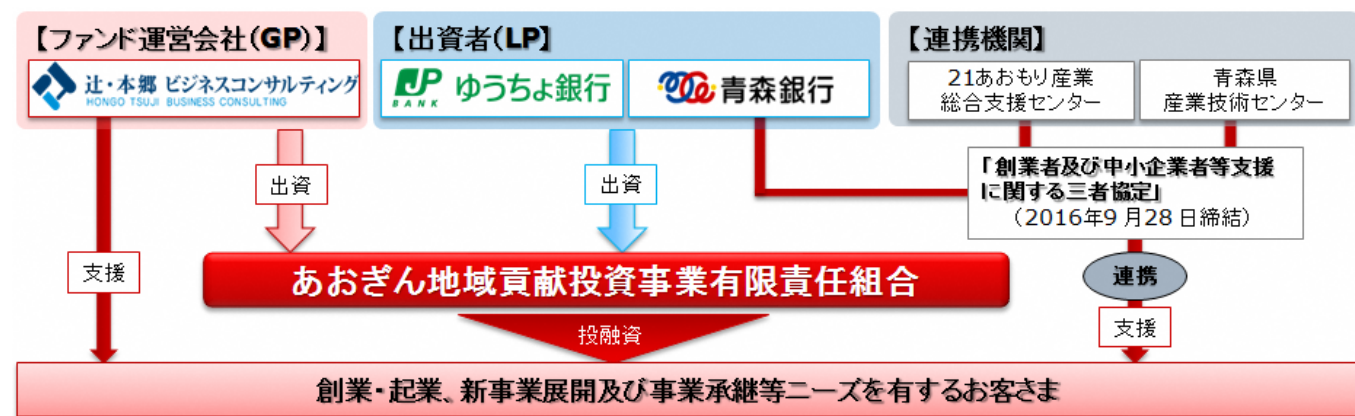 【ファンド運営会社(GP)】
辻・本郷 ビジネスコンサルティング
HONGO TSUJI BUSINESS CONSULTING
【出資者(LP】
JP
BANK
ゆうちょ銀行
青森銀行
【連携機関】
21あおもり産業
総合支援センター
青森県
産業技術センター
出資
出資
「創業者及び中小企業者等支援
に関する三者協定」
（2016年9月28日締結）
支援
あおぎん地域貢献投資事業有限責任組合
連携
投融資
支援
創業・起業、新事業展開及び事業承継等ニーズを有するお客さま